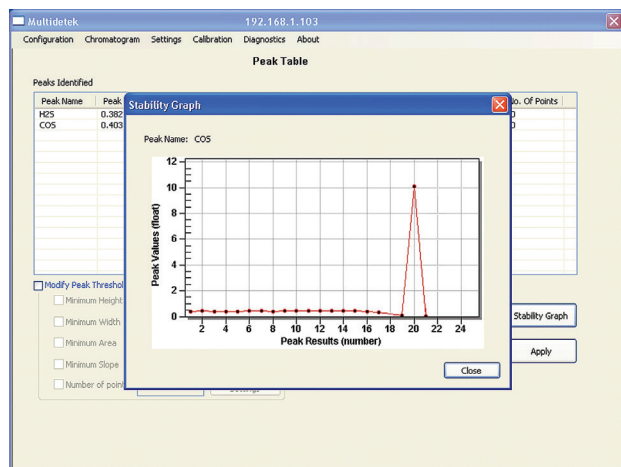 Multidetek 192.168.1.103
Configuration Chromatogram Settings Calibration Diagnostics About
Peak Table
Peaks Identified
Peak Name Peak No. Of Points
H2S 0.382
COS 0.403
Stability Graph
Peak Name: COS
Peak Values (float)
12
10
8
6
4
2
0
2 4 6 8 10 12 14 16 18 20 22 24
Peak Results (number)
Close
Modify Peak Threshol
Minimum Height
Minimum Width
Minimum Area
Minimum Slope
Number of point
Stability Graph
Apply